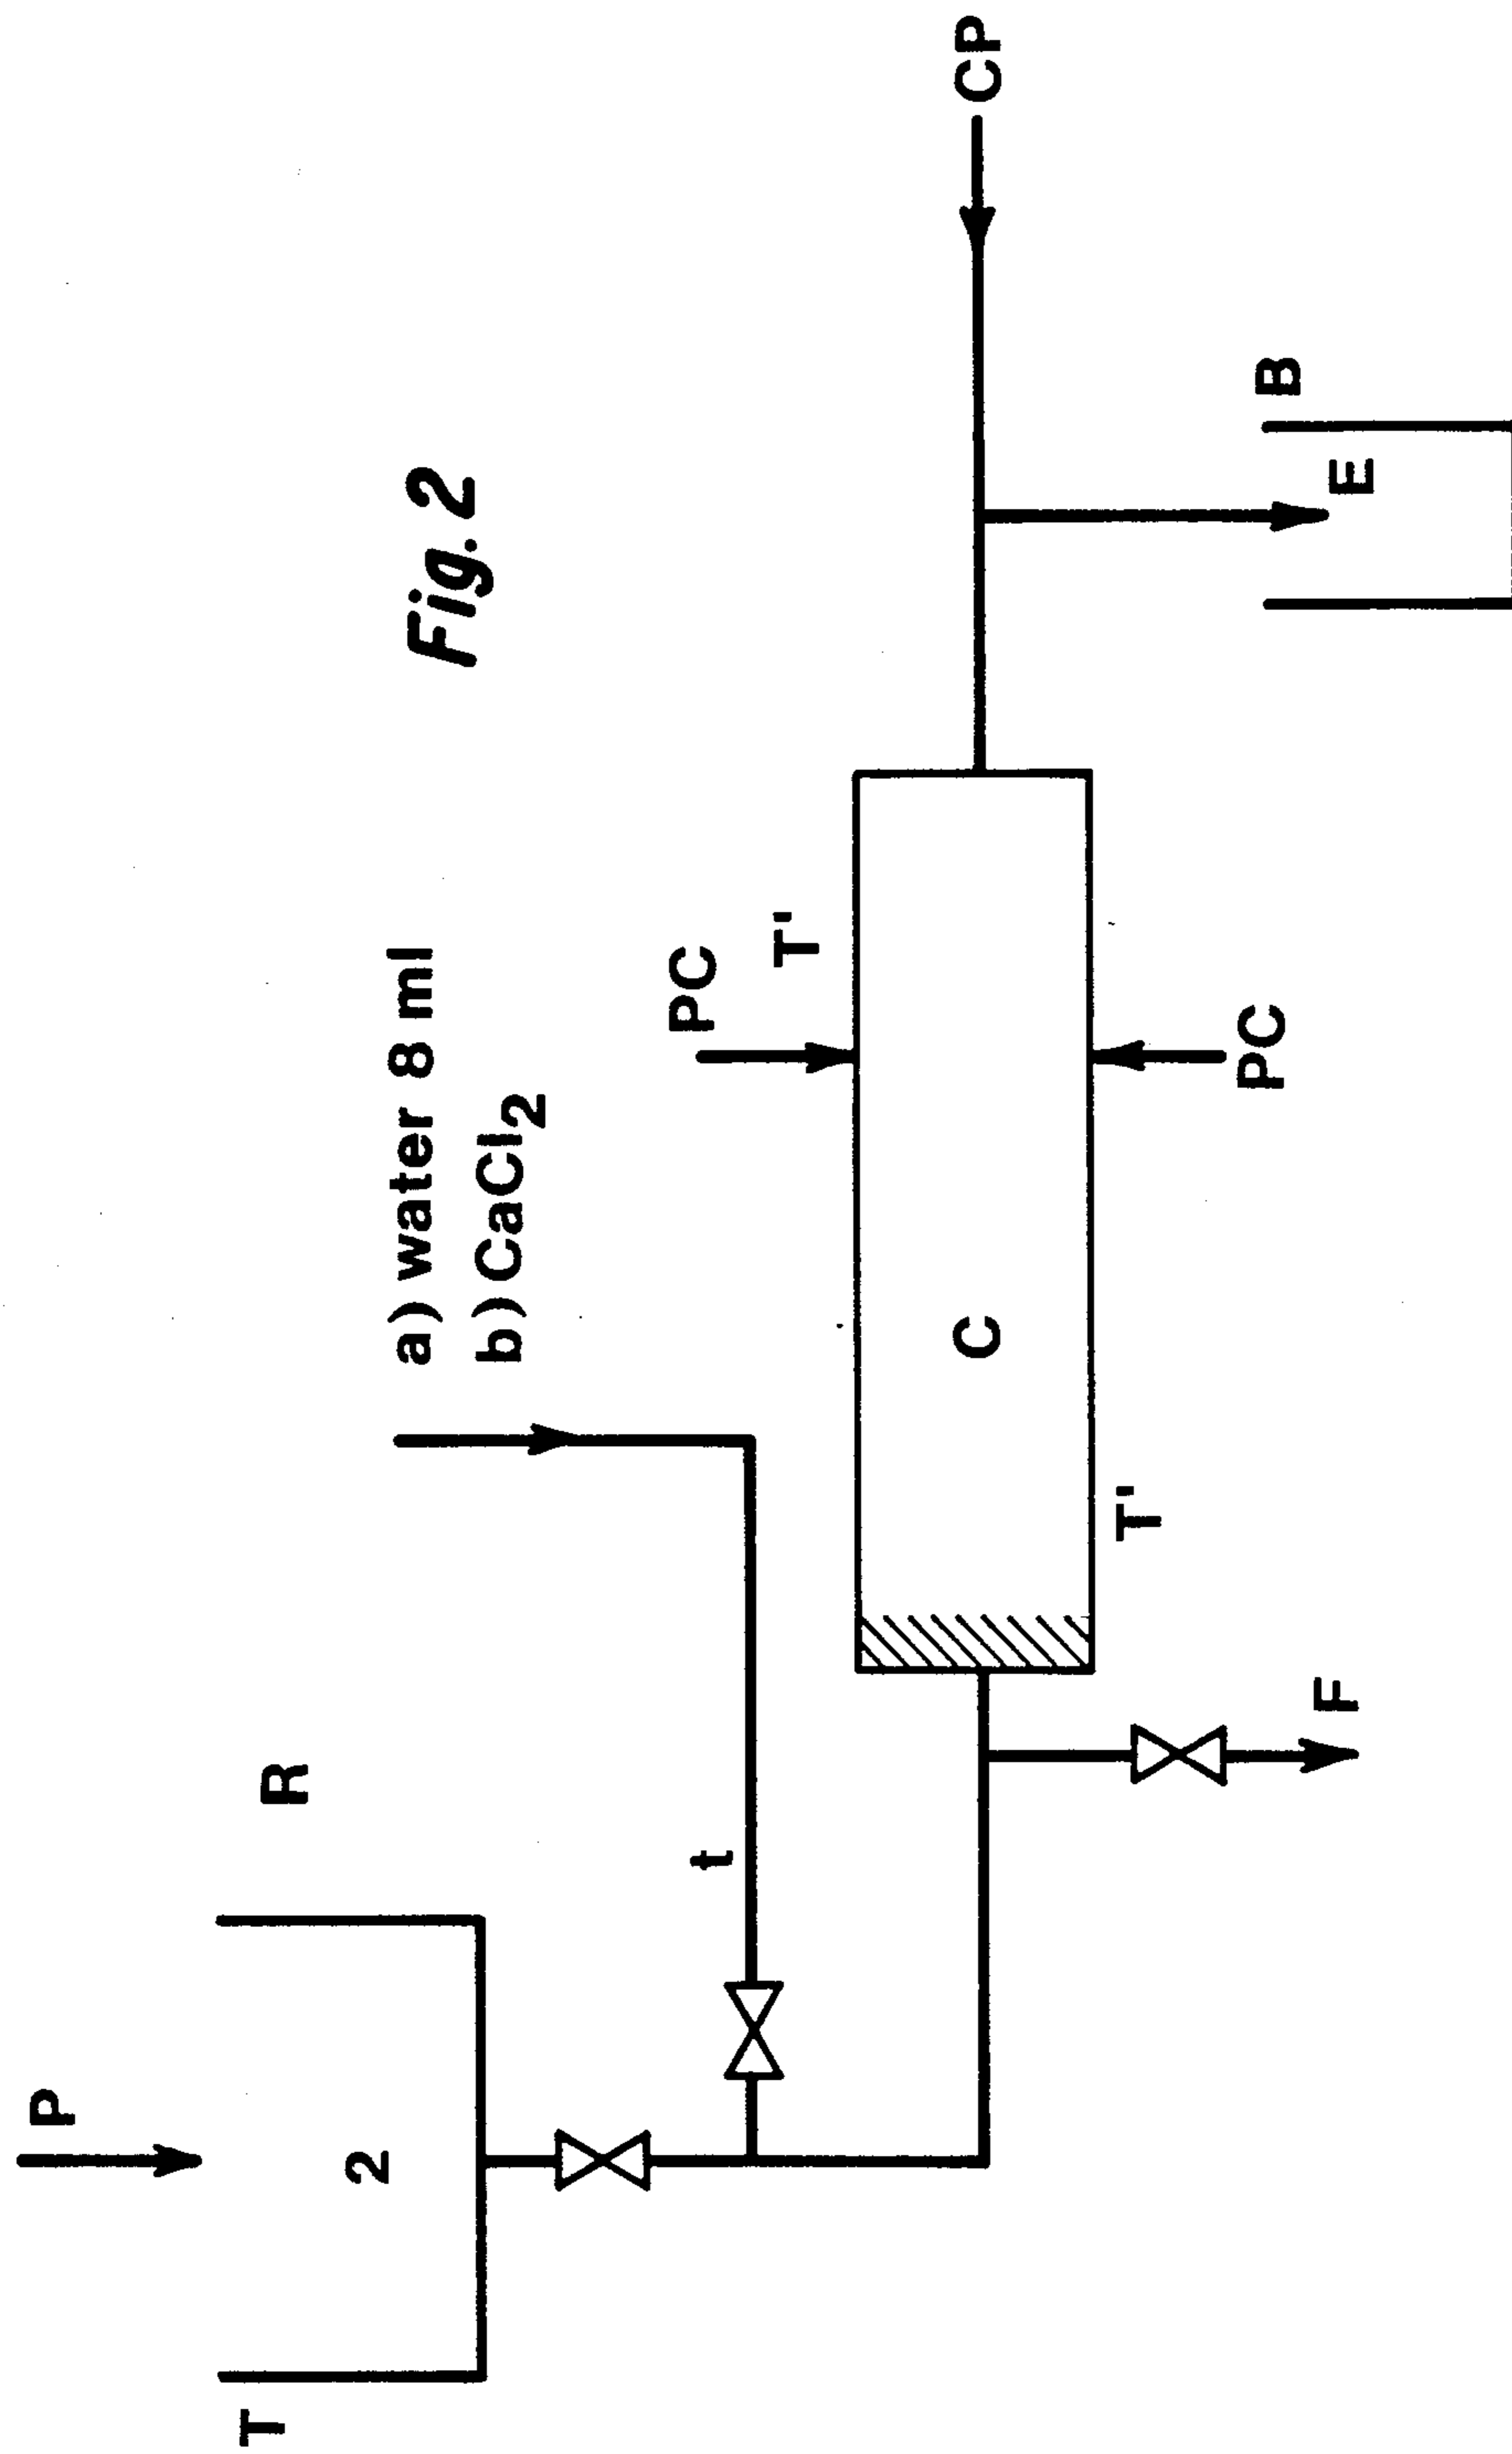 P
T
R
2
a) water 8 ml
b) CaCl₂
Fig. 2
t
PC
T'
C
CP
T'
PC
F
B
E